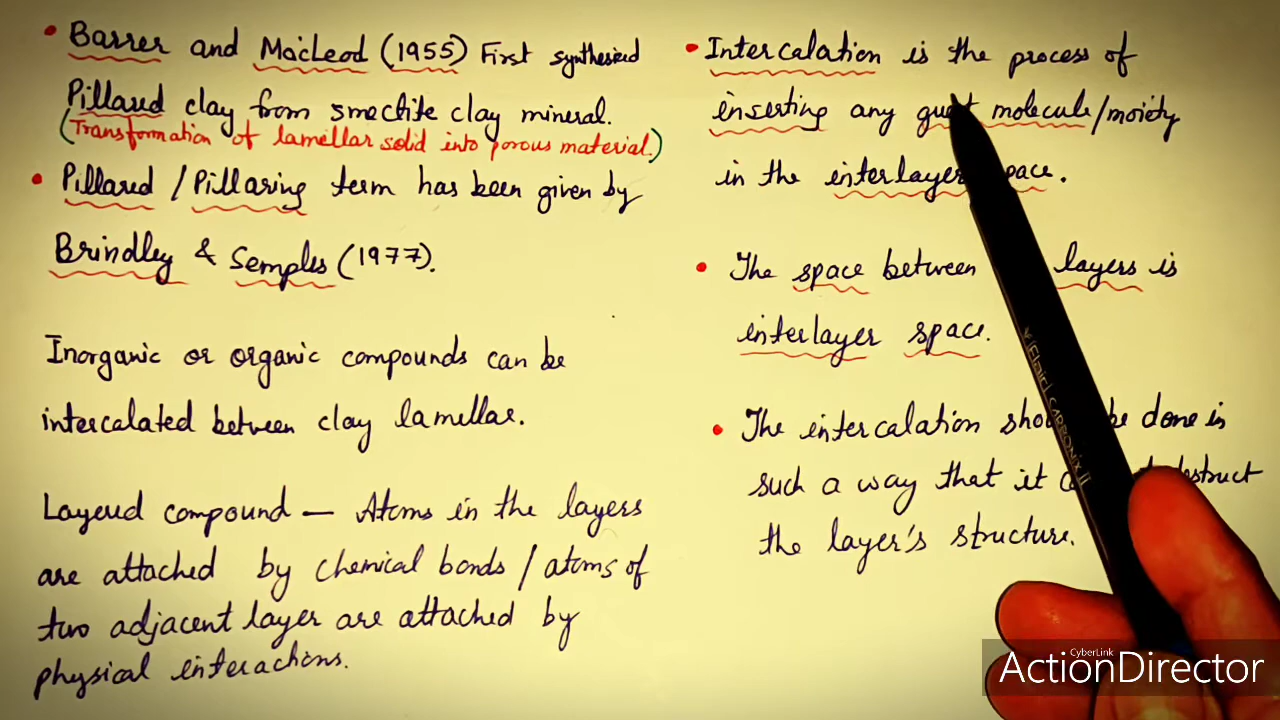 • Barrer and MacLeod (1955) First synthesized
Pillared clay from smectite clay mineral.
(Transformation of lamellar solid into porous material.)
• Pillared / Pillaring term has been given by
Brindley & Semples (1977).
Inorganic or organic compounds can be
intercalated between clay lamellar.
Layered compound — Atoms in the layers
are attached by chemical bonds / atoms of
two adjacent layer are attached by
physical interactions.
• Intercalation is the process of
inserting any guest molecule/moiety
in the interlayer space.
• The space between layers is
interlayer space.
• The intercalation should be done in
such a way that it destruct
the layer's structure.
Flair CARBONIX
CyberLink
ActionDirector